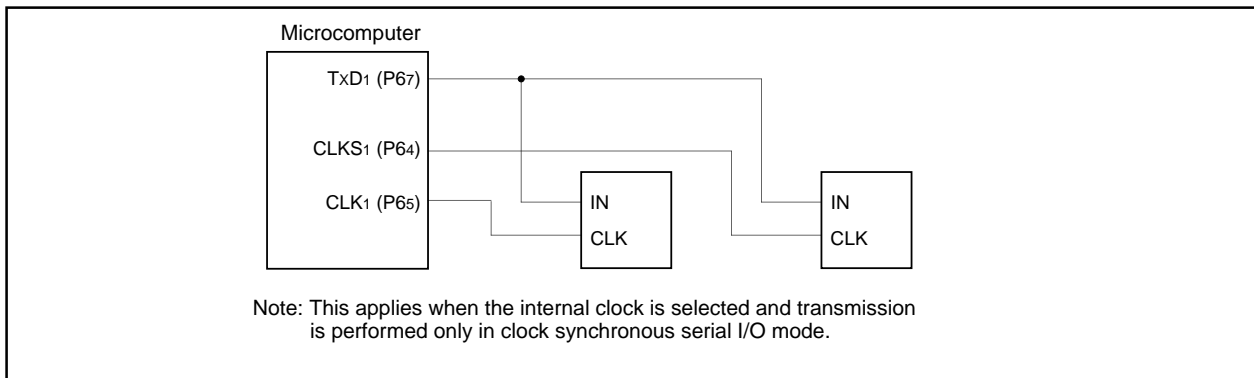 Microcomputer
TxD1 (P67)
CLKS1 (P64)
CLK1 (P65)
IN
CLK
IN
CLK
Note: This applies when the internal clock is selected and transmission
is performed only in clock synchronous serial I/O mode.